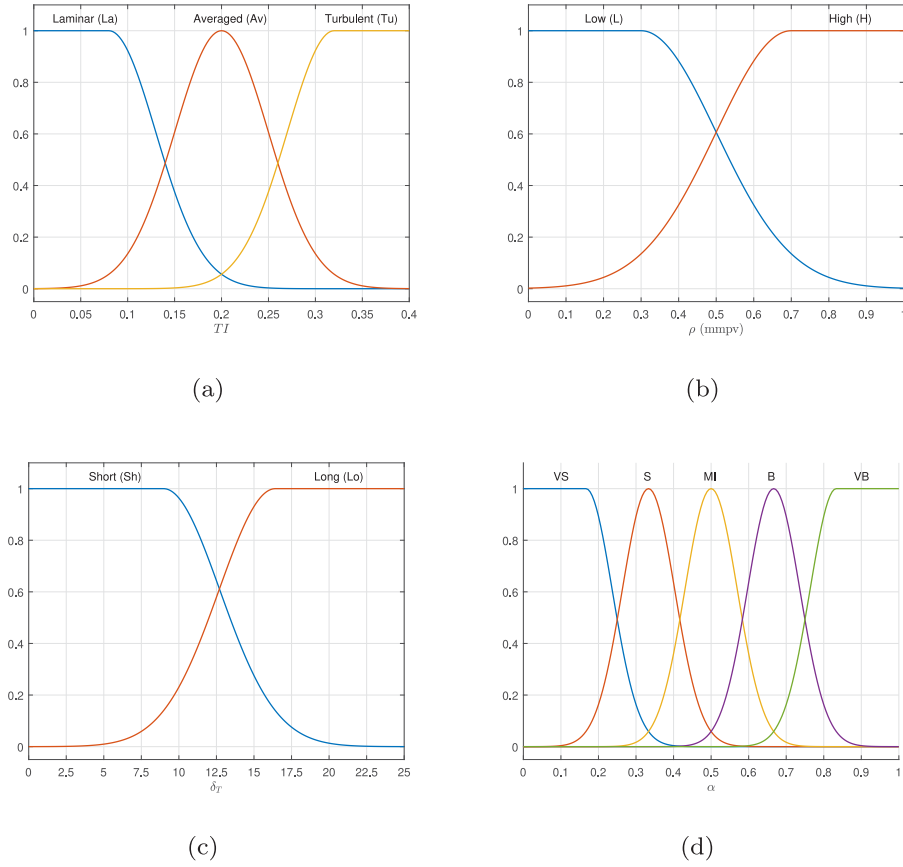 Laminar (La) Averaged (Av) Turbulent (Tu)
1
0.8
0.6
0.4
0.2
0
0 0.05 0.1 0.15 0.2 0.25 0.3 0.35 0.4
TI
(a)
Low (L) High (H)
1
0.8
0.6
0.4
0.2
0
0 0.1 0.2 0.3 0.4 0.5 0.6 0.7 0.8 0.9 1
ρ (mmpv)
(b)
Short (Sh) Long (Lo)
1
0.8
0.6
0.4
0.2
0
0 2.5 5 7.5 10 12.5 15 17.5 20 22.5 25
δ_T
(c)
VS S MI B VB
1
0.8
0.6
0.4
0.2
0
0 0.1 0.2 0.3 0.4 0.5 0.6 0.7 0.8 0.9 1
α
(d)